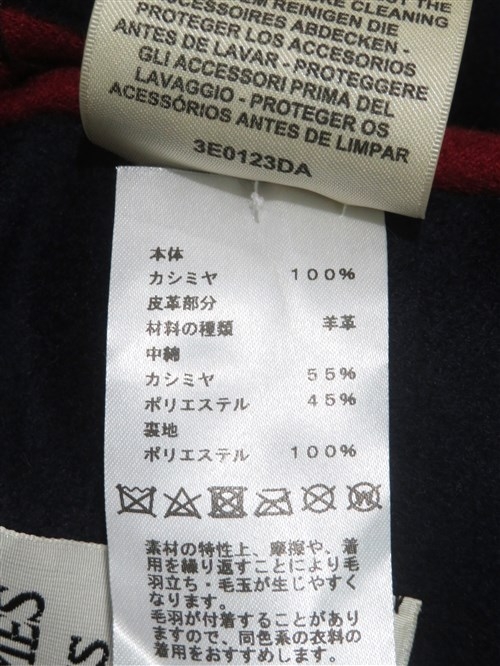 THE
CLEANING
REINIGEN DIE
ACCESSOIRES ABDECKEN -
PROTEGER LOS ACCESORIOS
ANTES DE LAVAR - PROTEGGERE
GLI ACCESSORI PRIMA DEL
LAVAGGIO - PROTEGER OS
ACESSÓRIOS ANTES DE LIMPAR
3E0123DA
本体
カシミヤ 100%
皮革部分
材料の種類 羊革
中綿
カシミヤ 55%
ポリエステル 45%
裏地
ポリエステル 100%
W
素材の特性上、摩擦や、着
用を繰り返すことにより毛
羽立ち・毛玉が生じやすく
なります。
毛羽が付着することがあり
ますので、同色系の衣料の
着用をおすすめします。